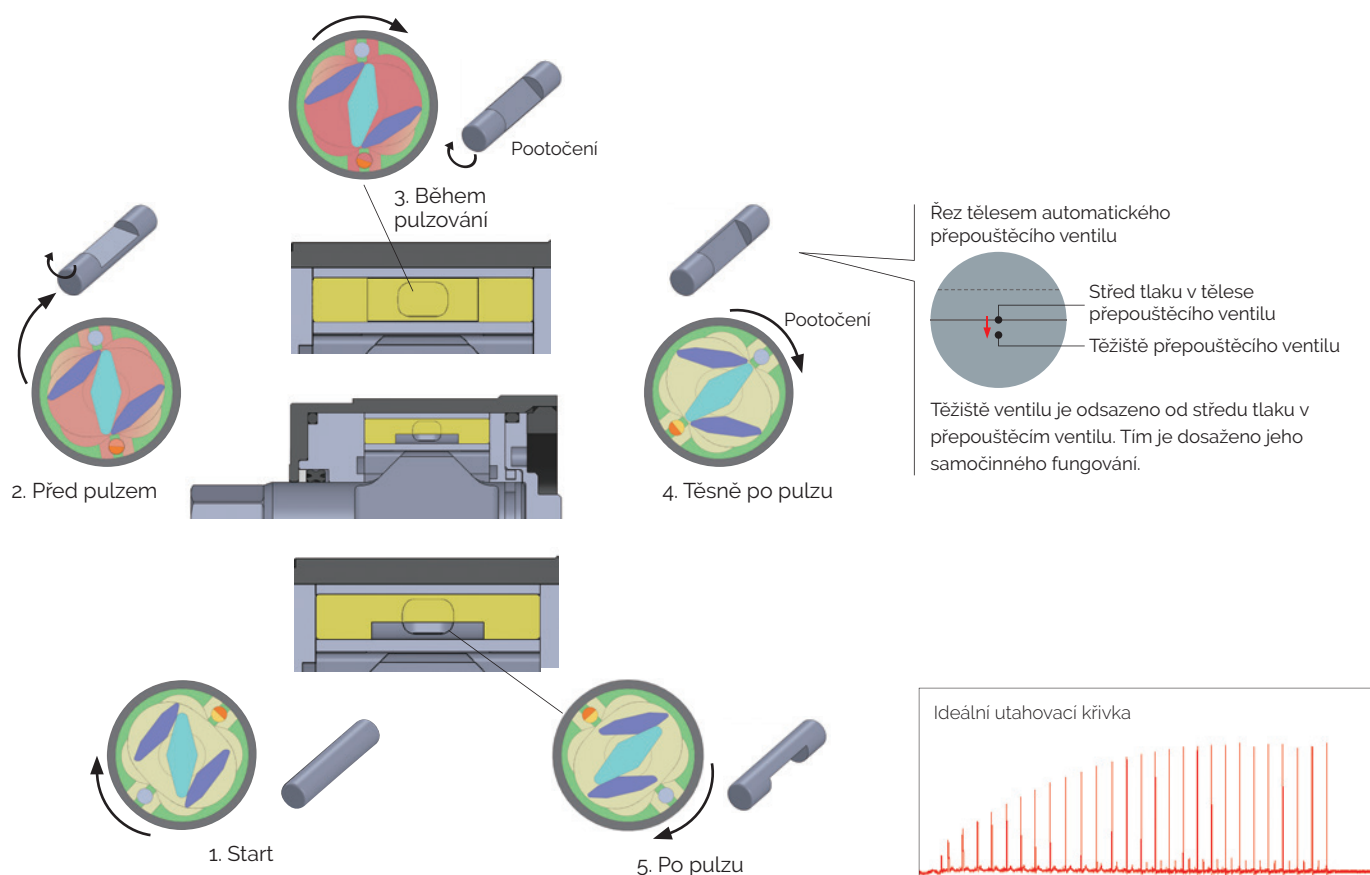 Pootočení
3. Během
pulzování
2. Před pulzem
Pootočení
4. Těsně po pulzu
Řez tělesem automatického
přepouštěcího ventilu
Střed tlaku v tělese
přepouštěcího ventilu
Těžiště přepouštěcího ventilu
Těžiště ventilu je odsazeno od středu tlaku v
přepouštěcím ventilu. Tím je dosaženo jeho
samočinného fungování.
1. Start
5. Po pulzu
Ideální utahovací křivka